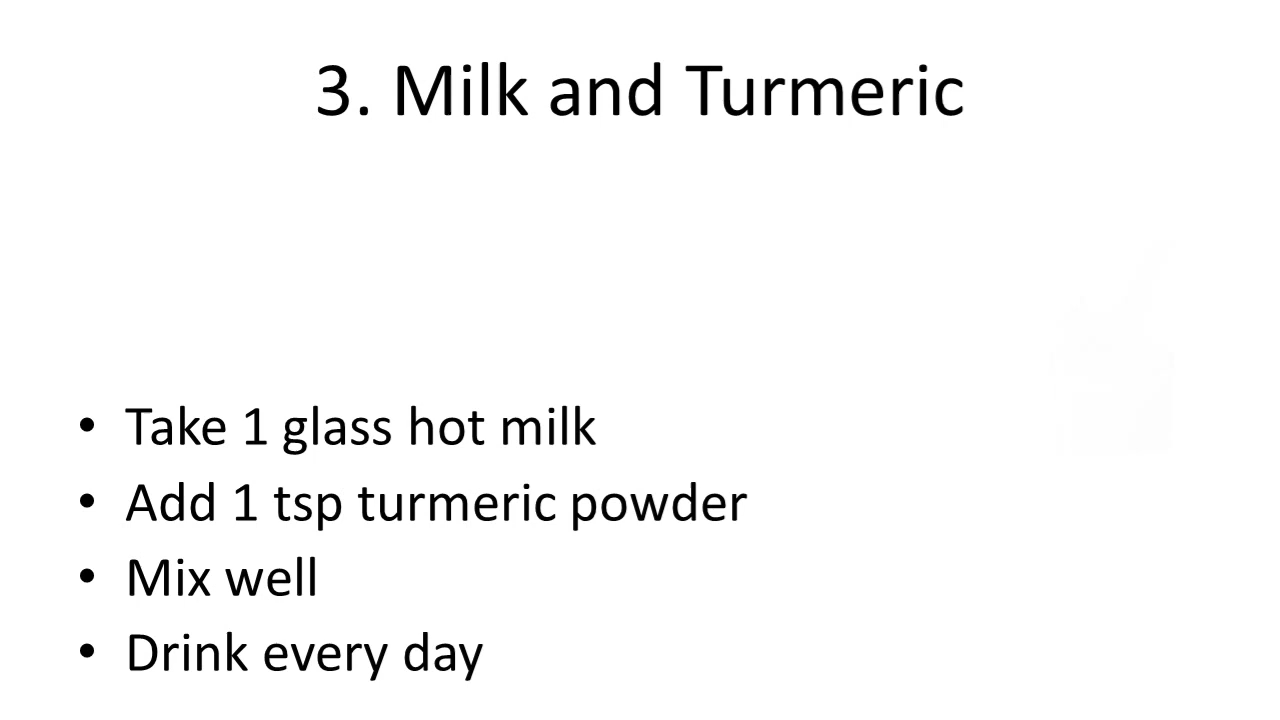 3. Milk and Turmeric
• Take 1 glass hot milk
• Add 1 tsp turmeric powder
• Mix well
• Drink every day